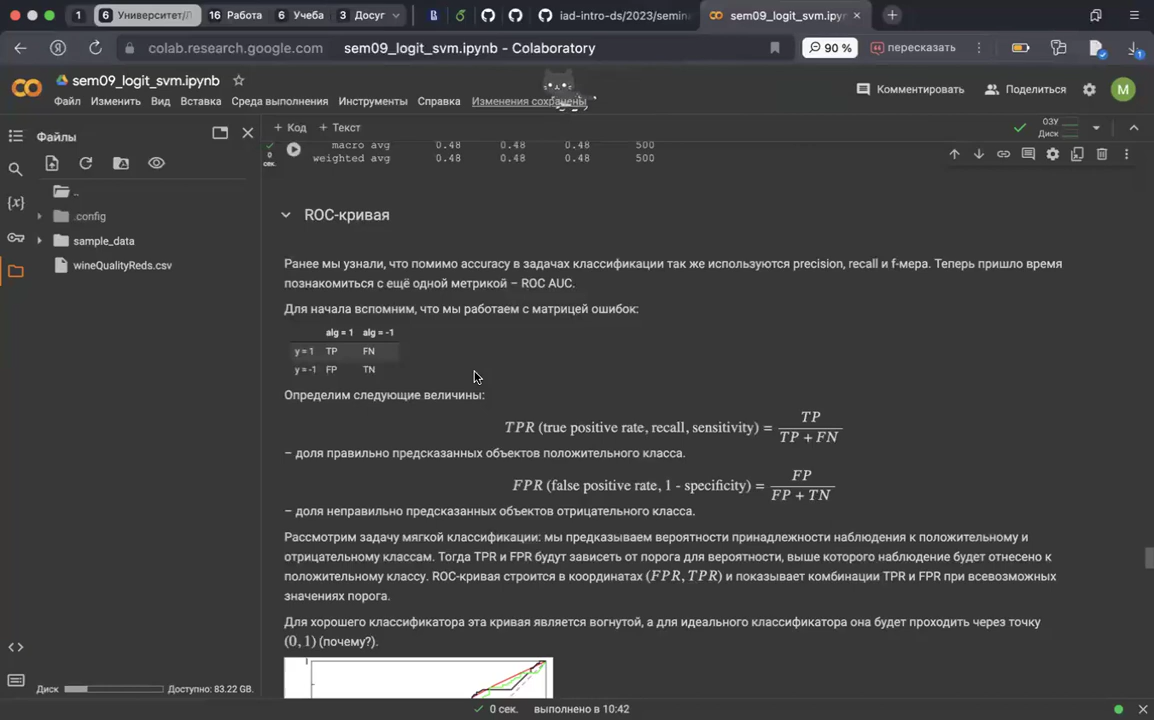 1 Университет/ 16 Работа 6 Учеба 3 Досуг iad-intro-ds/2023/semina sem09_logit_svm.ipyn
colab.research.google.com sem09_logit_svm.ipynb - Colaboratory 90 % пересказать 1
sem09_logit_svm.ipynb
Файл Изменить Вид Вставка Среда выполнения Инструменты Справка Изменения сохранены Комментировать Поделиться M
Файлы
+ Код + Текст ОЗУ Диск
..
.config
sample_data
wineQualityReds.csv
{x}
0 сек.
macro avg 0.48 0.48 0.48 500
weighted avg 0.48 0.48 0.48 500
ROC-кривая
Ранее мы узнали, что помимо accuracy в задачах классификации так же используются precision, recall и f-мера. Теперь пришло время
познакомиться с ещё одной метрикой – ROC AUC.
Для начала вспомним, что мы работаем с матрицей ошибок:
alg = 1 alg = -1
y = 1 TP FN
y = -1 FP TN
Определим следующие величины:
TPR (true positive rate, recall, sensitivity) = TP / TP + FN
– доля правильно предсказанных объектов положительного класса.
FPR (false positive rate, 1 - specificity) = FP / FP + TN
– доля неправильно предсказанных объектов отрицательного класса.
Рассмотрим задачу мягкой классификации: мы предсказываем вероятности принадлежности наблюдения к положительному и
отрицательному классам. Тогда TPR и FPR будут зависеть от порога для вероятности, выше которого наблюдение будет отнесено к
положительному классу. ROC-кривая строится в координатах (FPR, TPR) и показывает комбинации TPR и FPR при всевозможных
значениях порога.
Для хорошего классификатора эта кривая является вогнутой, а для идеального классификатора она будет проходить через точку
(0, 1) (почему?).
1
Диск Доступно: 83.22 GB.
0 сек. выполнено в 10:42